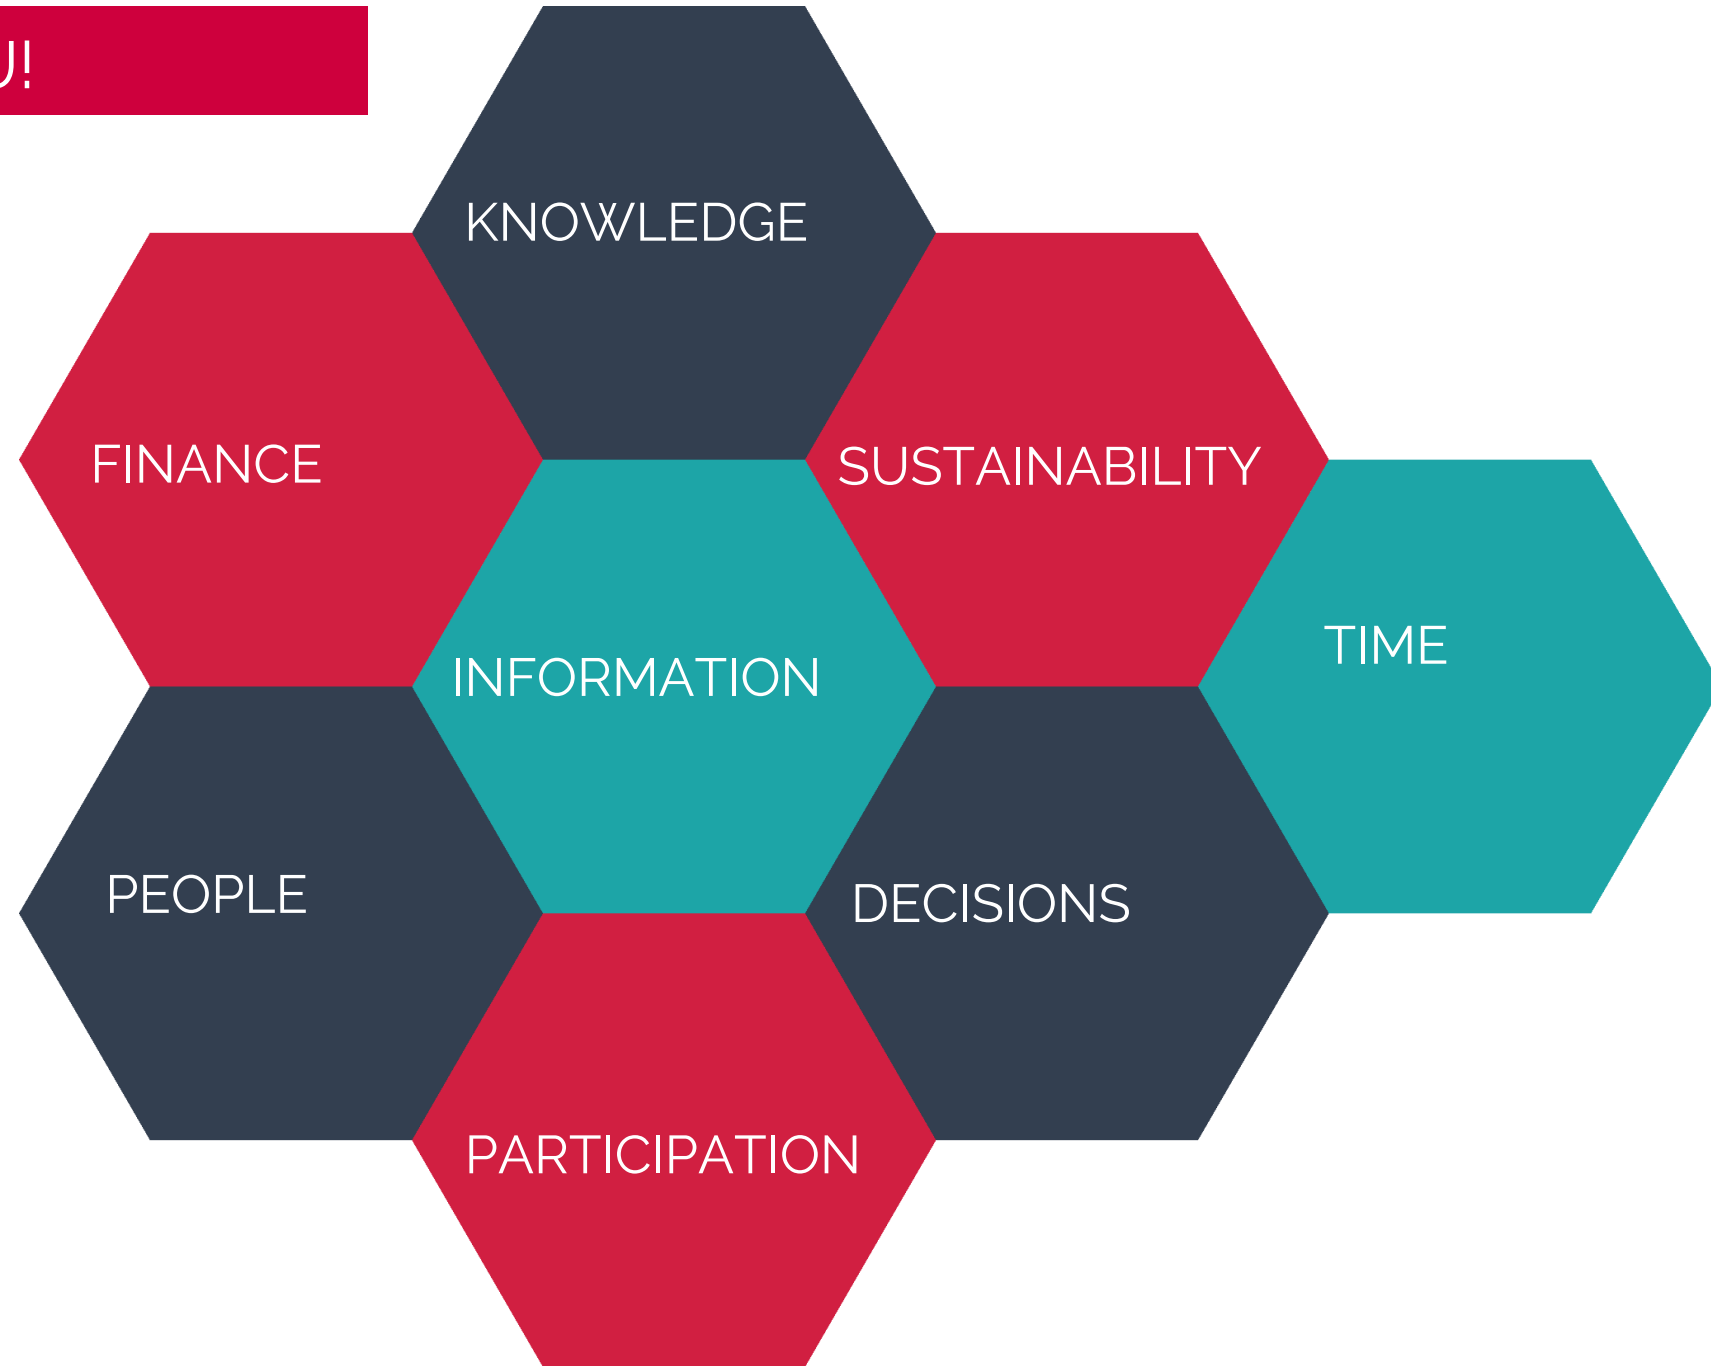 U!
KNOWLEDGE
FINANCE
SUSTAINABILITY
TIME
INFORMATION
PEOPLE
DECISIONS
PARTICIPATION